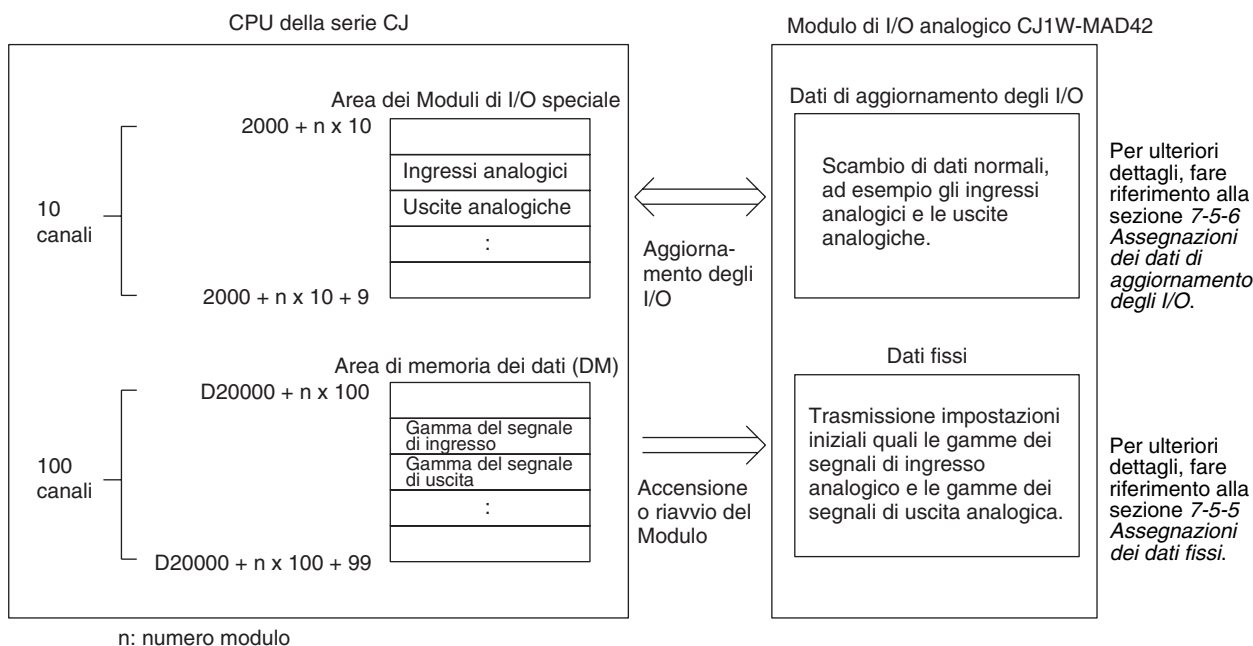 CPU della serie CJ
Modulo di I/O analogico CJ1W-MAD42
Area dei Moduli di I/O speciale
2000 + n x 10
Ingressi analogici
Uscite analogiche
:
10
canali
2000 + n x 10 + 9
Aggiorna-
mento degli
I/O
Dati di aggiornamento degli I/O
Scambio di dati normali,
ad esempio gli ingressi
analogici e le uscite
analogiche.
Per ulteriori
dettagli, fare
riferimento alla
sezione 7-5-6
Assegnazioni
dei dati di
aggiornamento
degli I/O.
Area di memoria dei dati (DM)
D20000 + n x 100
Gamma del segnale
di ingresso
Gamma del segnale
di uscita
:
100
canali
D20000 + n x 100 + 99
Accensione
o riavvio del
Modulo
Dati fissi
Trasmissione impostazioni
iniziali quali le gamme dei
segnali di ingresso
analogico e le gamme dei
segnali di uscita analogica.
Per ulteriori
dettagli, fare
riferimento alla
sezione 7-5-5
Assegnazioni
dei dati fissi.
n: numero modulo